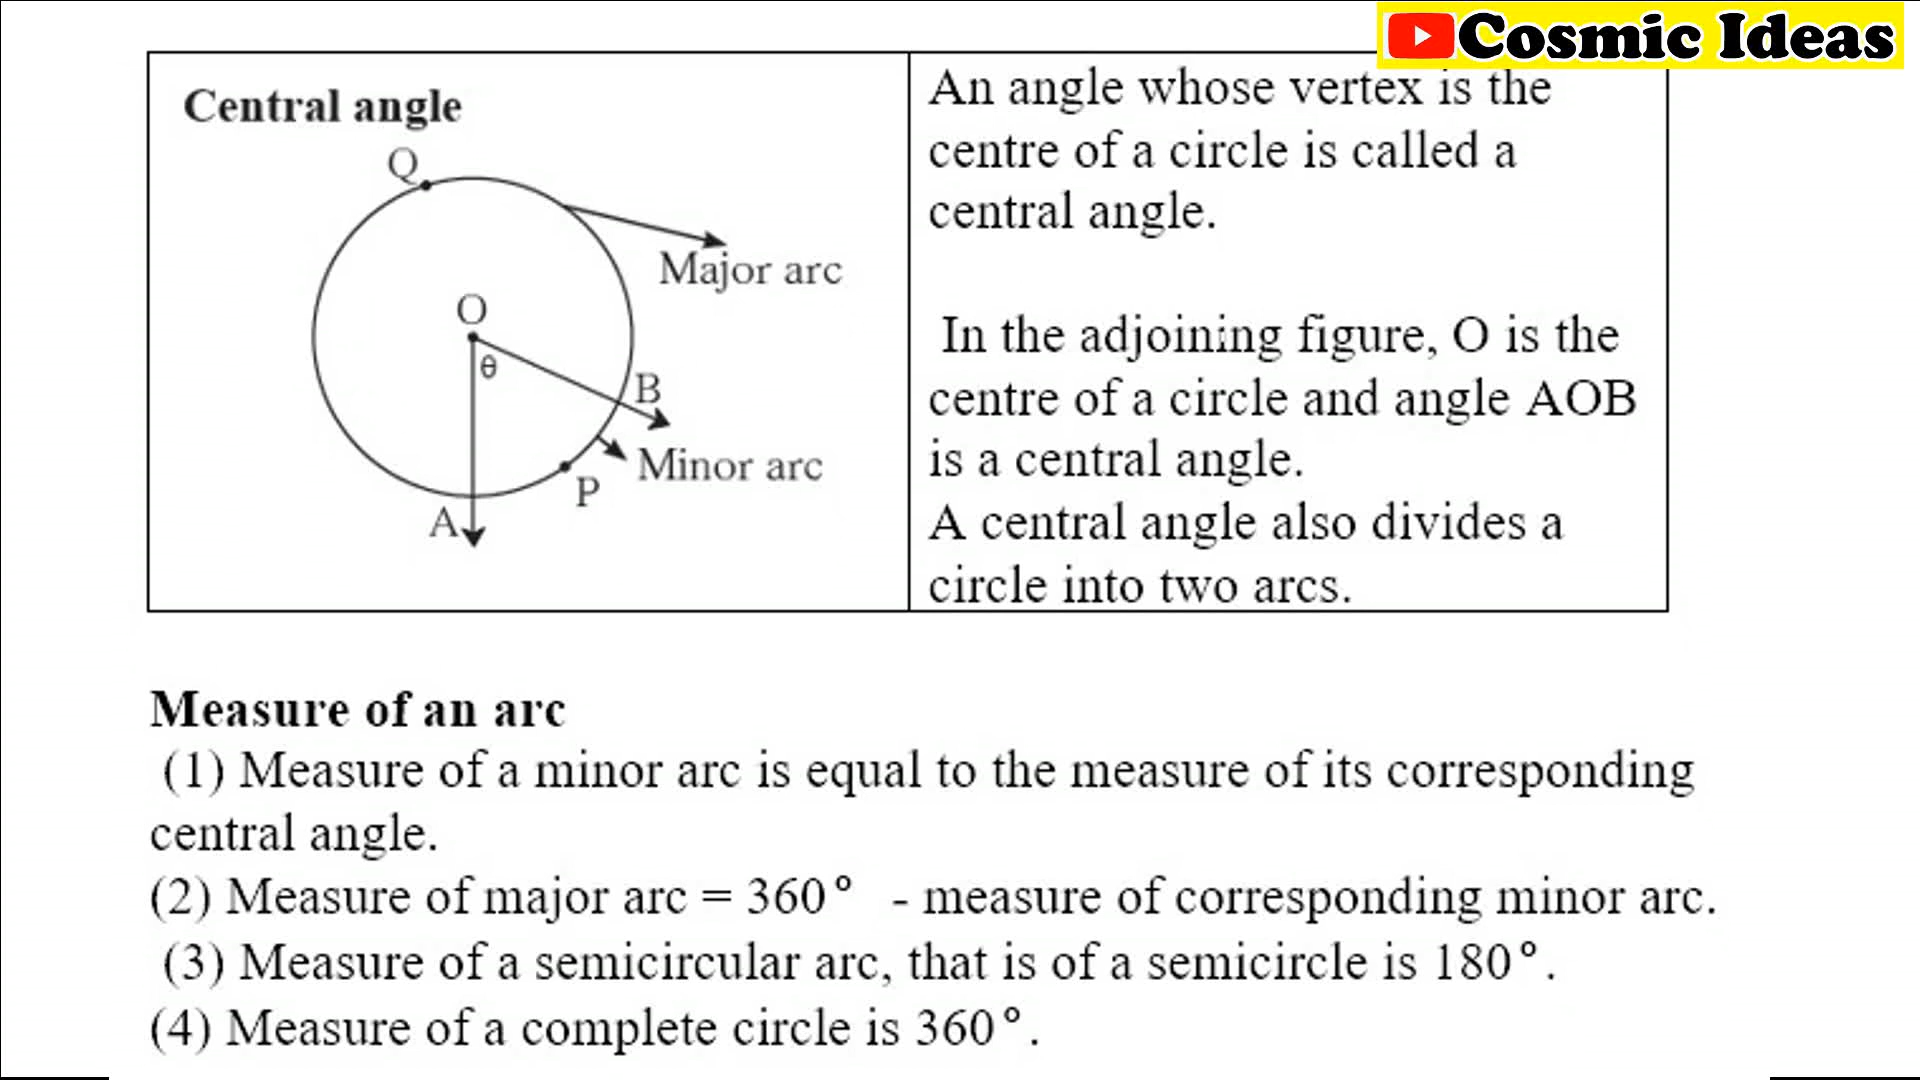 Cosmic Ideas
Central angle
Q
Major arc
O
θ
B
Minor arc
P
A
An angle whose vertex is the
centre of a circle is called a
central angle.
In the adjoining figure, O is the
centre of a circle and angle AOB
is a central angle.
A central angle also divides a
circle into two arcs.
Measure of an arc
(1) Measure of a minor arc is equal to the measure of its corresponding
central angle.
(2) Measure of major arc = 360° - measure of corresponding minor arc.
(3) Measure of a semicircular arc, that is of a semicircle is 180°.
(4) Measure of a complete circle is 360°.